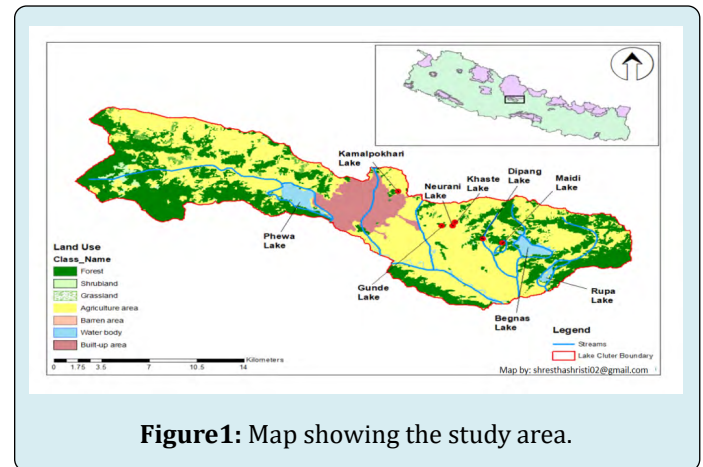 Kamalpokhari
Lake
Neurani
Lake
Khaste
Lake
Dipang
Lake
Maidi
Lake
Phewa
Lake
Gunde
Lake
Begnas
Lake
Rupa
Lake
Land Use
Class_Name
Forest
Shrubland
Grassland
Agriculture area
Barren area
Water body
Built-up area
0 1.75 3.5 7 10.5 14 Kilometers
Legend
Streams
Lake Cluter Boundary
Map by: shresthashristi02@gmail.com
Figure1: Map showing the study area.